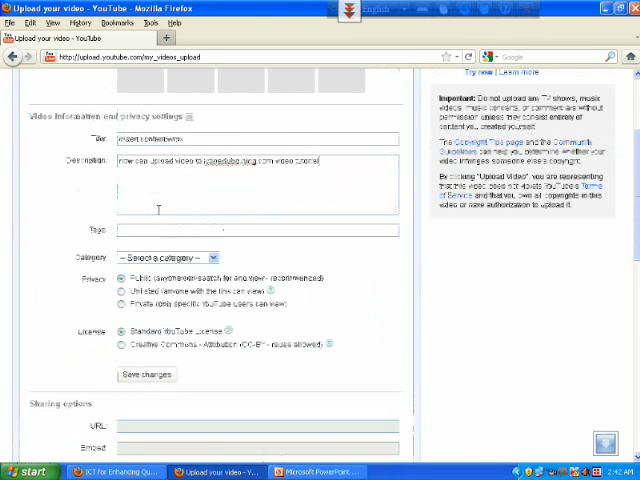 Upload your video - YouTube - Mozilla Firefox
English
File Edit View History Bookmarks Tools Help
Upload your video - YouTube
http://upload.youtube.com/my_videos_upload
Google
Try now | Learn more
Important: Do not upload any TV shows, music
videos, music concerts, or commercials without
permission unless they consist entirely of
content you created yourself.
The Copyright Tips page and the Community
Guidelines can help you determine whether your
video infringes someone else's copyright.
By clicking "Upload Video", you are representing
that this video does not violate YouTube's Terms
of Service and that you own all copyrights in this
video or have authorization to upload it.
Video information and privacy settings
Title:
Description: how can upload video to video tutorial
Tags:
Category: -- Select a category --
Privacy: Public (anyone can search for and view - recommended)
Unlisted (anyone with the link can view)
Private (only specific YouTube users can view)
License: Standard YouTube License
Creative Commons - Attribution (CC-BY - reuse allowed)
Save changes
Sharing options
URL:
Embed:
start
ICT for Enhancing Qu...
Upload your video - Y...
Microsoft PowerPoint ...
2:42 AM